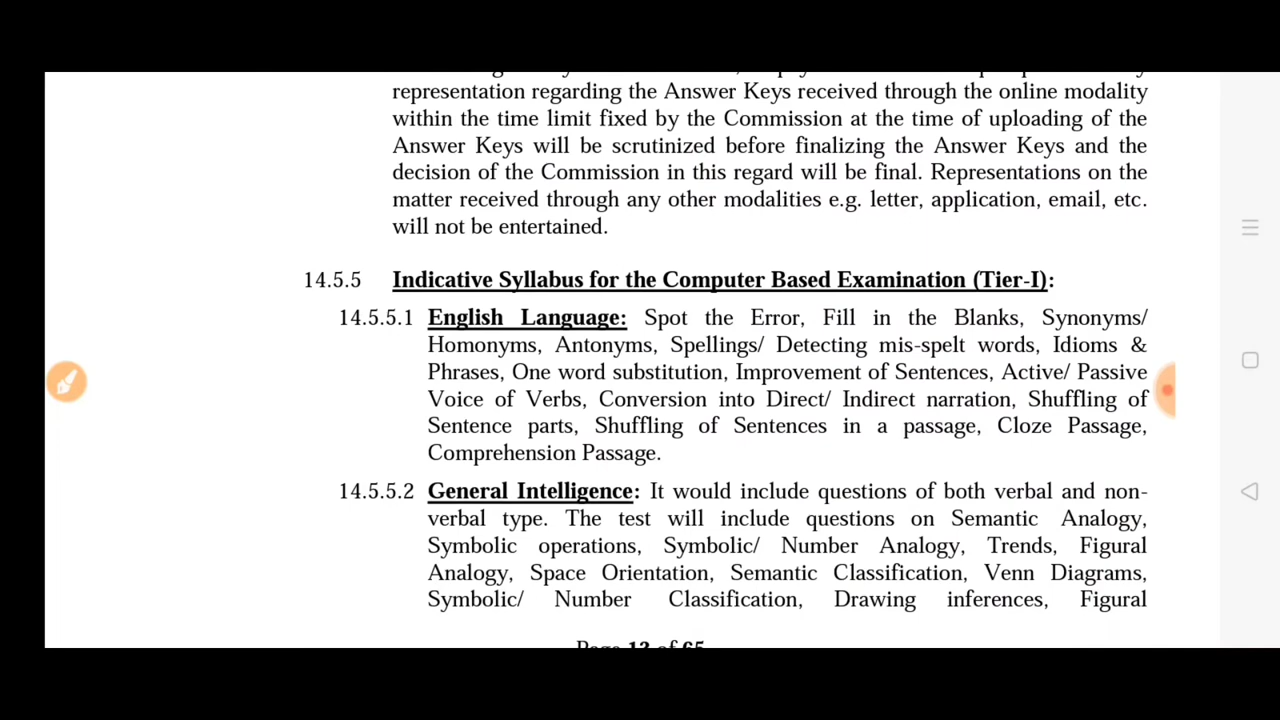 representation regarding the Answer Keys received through the online modality
within the time limit fixed by the Commission at the time of uploading of the
Answer Keys will be scrutinized before finalizing the Answer Keys and the
decision of the Commission in this regard will be final. Representations on the
matter received through any other modalities e.g. letter, application, email, etc.
will not be entertained.
14.5.5 Indicative Syllabus for the Computer Based Examination (Tier-I):
14.5.5.1 English Language: Spot the Error, Fill in the Blanks, Synonyms/
Homonyms, Antonyms, Spellings/ Detecting mis-spelt words, Idioms &
Phrases, One word substitution, Improvement of Sentences, Active/ Passive
Voice of Verbs, Conversion into Direct/ Indirect narration, Shuffling of
Sentence parts, Shuffling of Sentences in a passage, Cloze Passage,
Comprehension Passage.
14.5.5.2 General Intelligence: It would include questions of both verbal and non-
verbal type. The test will include questions on Semantic Analogy,
Symbolic operations, Symbolic/ Number Analogy, Trends, Figural
Analogy, Space Orientation, Semantic Classification, Venn Diagrams,
Symbolic/ Number Classification, Drawing inferences, Figural
Page 13 of 65